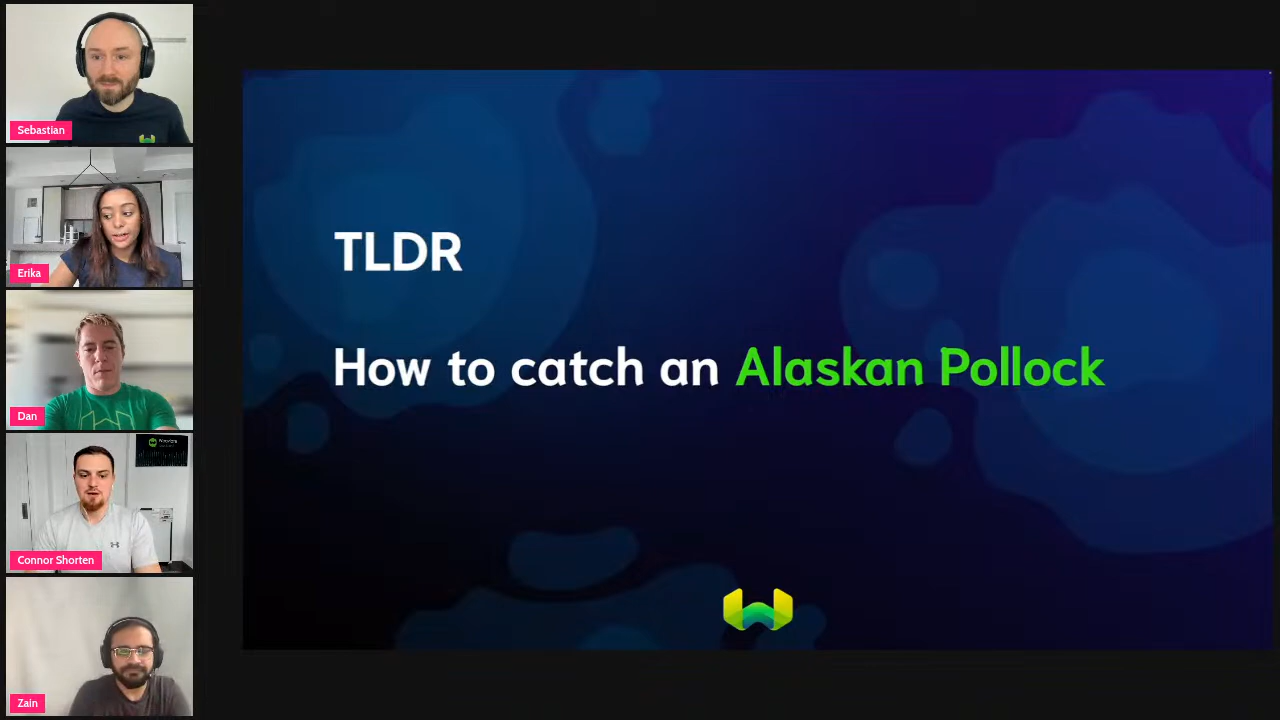 Sebastian
Erika
Dan
Connor Shorten
Zain
TLDR
How to catch an Alaskan Pollock